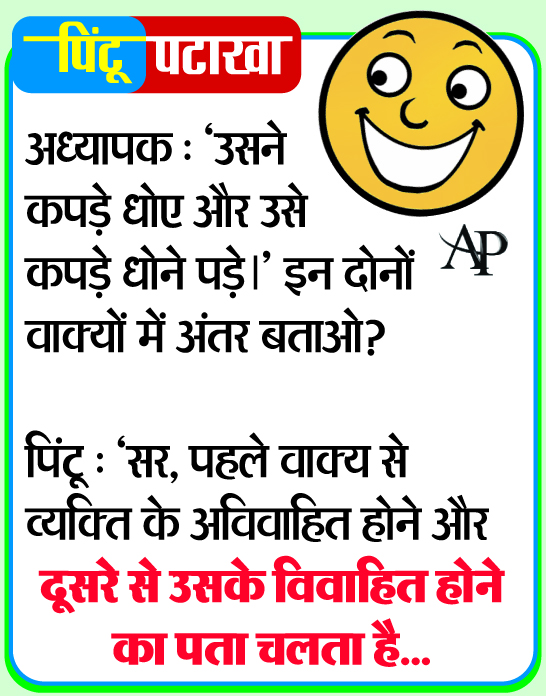 पिंटू पटाखा
अध्यापक : ‘उसने
कपड़े धोए और उसे
कपड़े धोने पड़े।’ इन दोनों
वाक्यों में अंतर बताओ?
AP
पिंटू : ‘सर, पहले वाक्य से
व्यक्ति के अविवाहित होने और
दूसरे से उसके विवाहित होने
का पता चलता है...